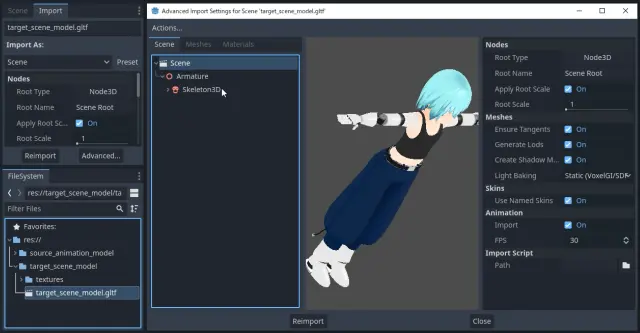 Scene Import
target_scene_model.gltf
Import As:
Scene Preset
Nodes
Root Type Node3D
Root Name Scene Root
Apply Root Sc... On
Root Scale 1
Reimport Advanced...
FileSystem
res://target_scene_model/ta
Filter Files
Favorites:
res://
source_animation_model
target_scene_model
textures
target_scene_model.gltf
Advanced Import Settings for Scene 'target_scene_model.gltf'
Actions...
Scene Meshes Materials
Scene
Armature
Skeleton3D
Reimport Close
Nodes
Root Type Node3D
Root Name Scene Root
Apply Root Scale On
Root Scale 1
Meshes
Ensure Tangents On
Generate Lods On
Create Shadow M... On
Light Baking Static (VoxelGI/SDF
Skins
Use Named Skins On
Animation
Import On
FPS 30
Import Script
Path